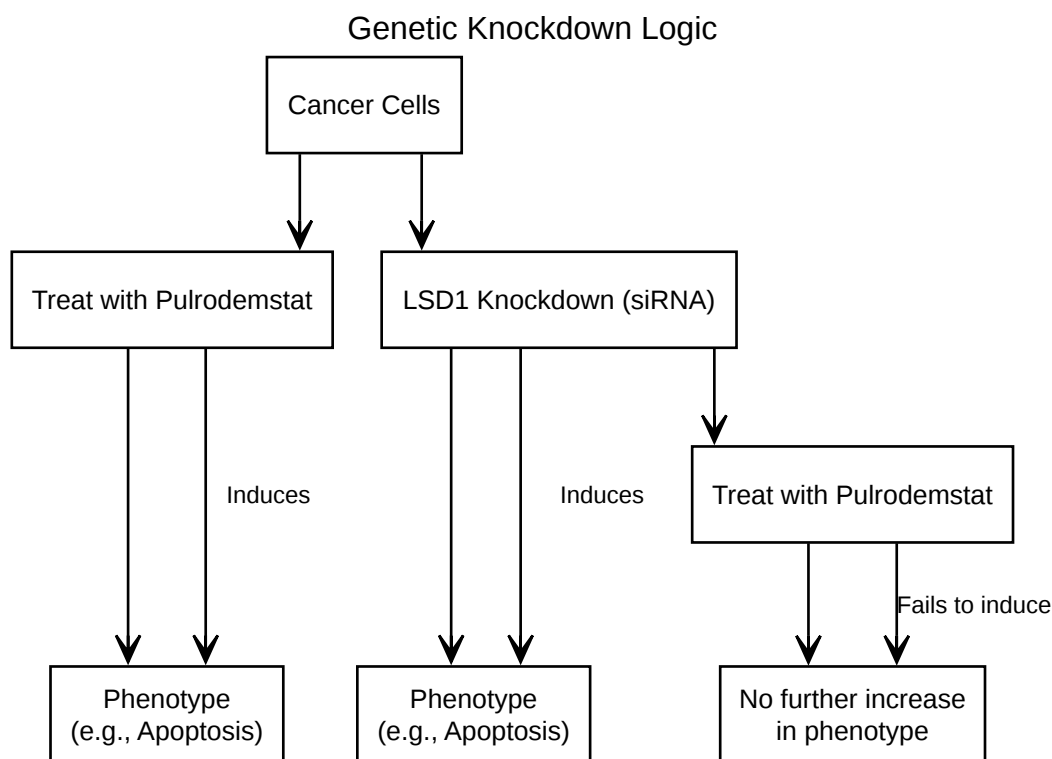 Genetic Knockdown Logic
Cancer Cells
Treat with Pulrodemstat
LSD1 Knockdown (siRNA)
Induces
Induces
Treat with Pulrodemstat
Fails to induce
Phenotype
(e.g., Apoptosis)
Phenotype
(e.g., Apoptosis)
No further increase
in phenotype